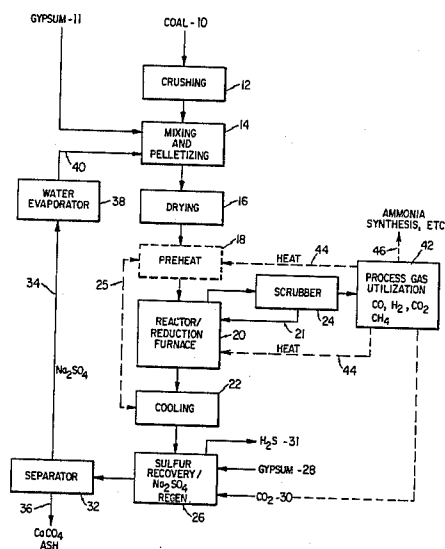 GYPSUM-11
COAL-10
CRUSHING
12
MIXING
AND
PELLETIZING
14
40
WATER
EVAPORATOR
38
DRYING
16
AMMONIA
SYNTHESIS, ETC
46
42
18
PREHEAT
HEAT
44
25
34
SCRUBBER
24
PROCESS GAS
UTILIZATION
CO, H2, CO2
CH4
REACTOR/
REDUCTION
FURNACE
21
20
HEAT
44
22
COOLING
Na2SO4
H2S-31
SULFUR
RECOVERY/
Na2SO4
REGEN.
26
GYPSUM-28
CO2-30
SEPARATOR
32
36
CaCO4
ASH